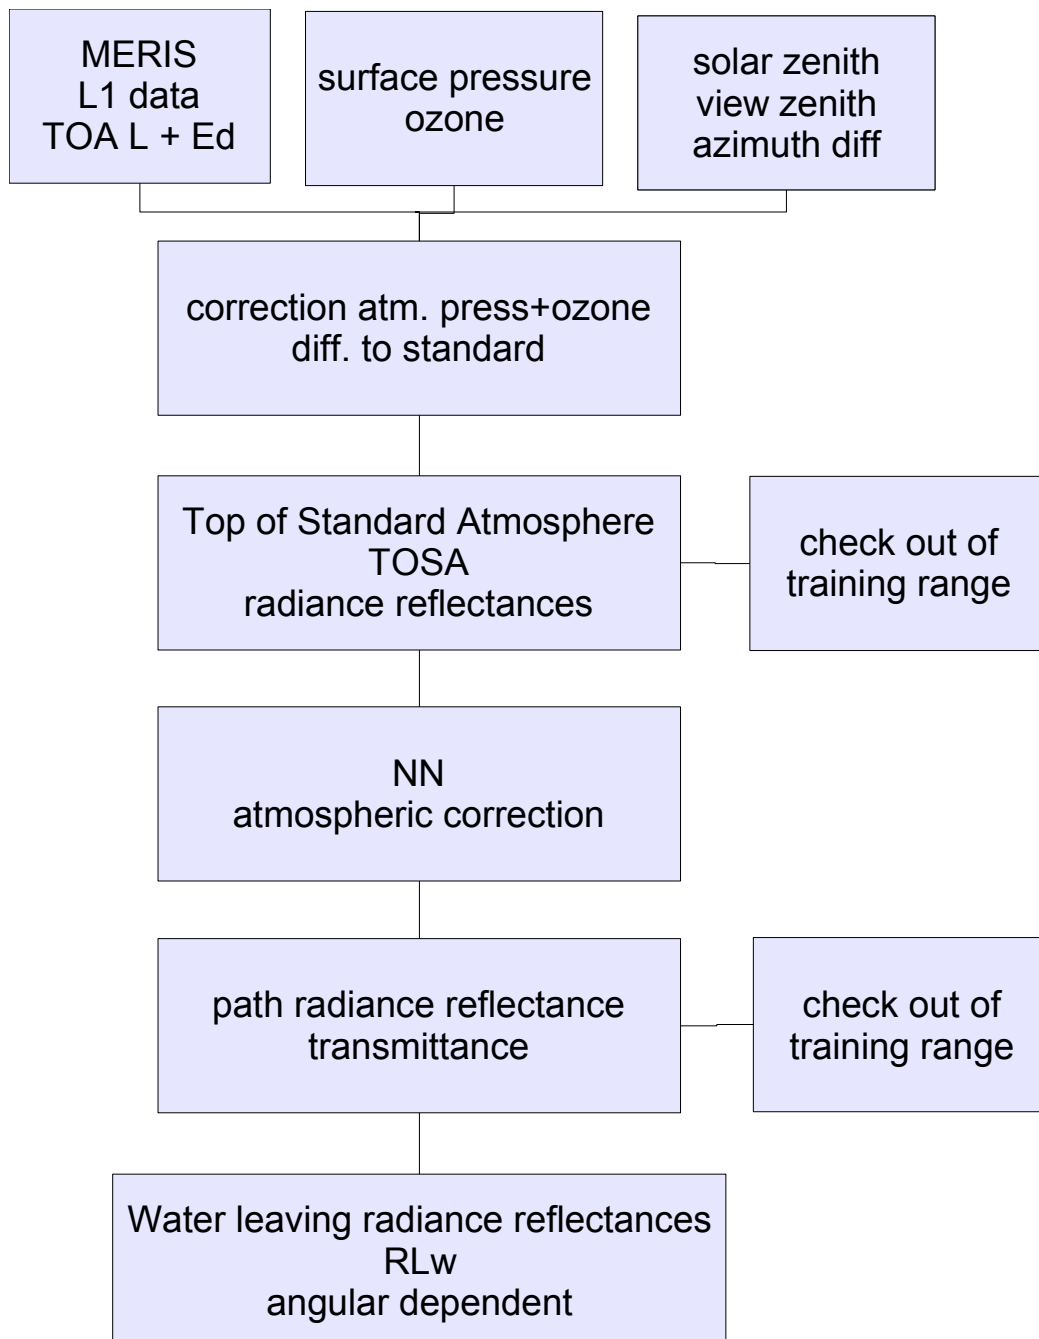 MERIS
L1 data
TOA L + Ed
surface pressure
ozone
solar zenith
view zenith
azimuth diff
correction atm. press+ozone
diff. to standard
Top of Standard Atmosphere
TOSA
radiance reflectances
check out of
training range
NN
atmospheric correction
path radiance reflectance
transmittance
check out of
training range
Water leaving radiance reflectances
RLw
angular dependent